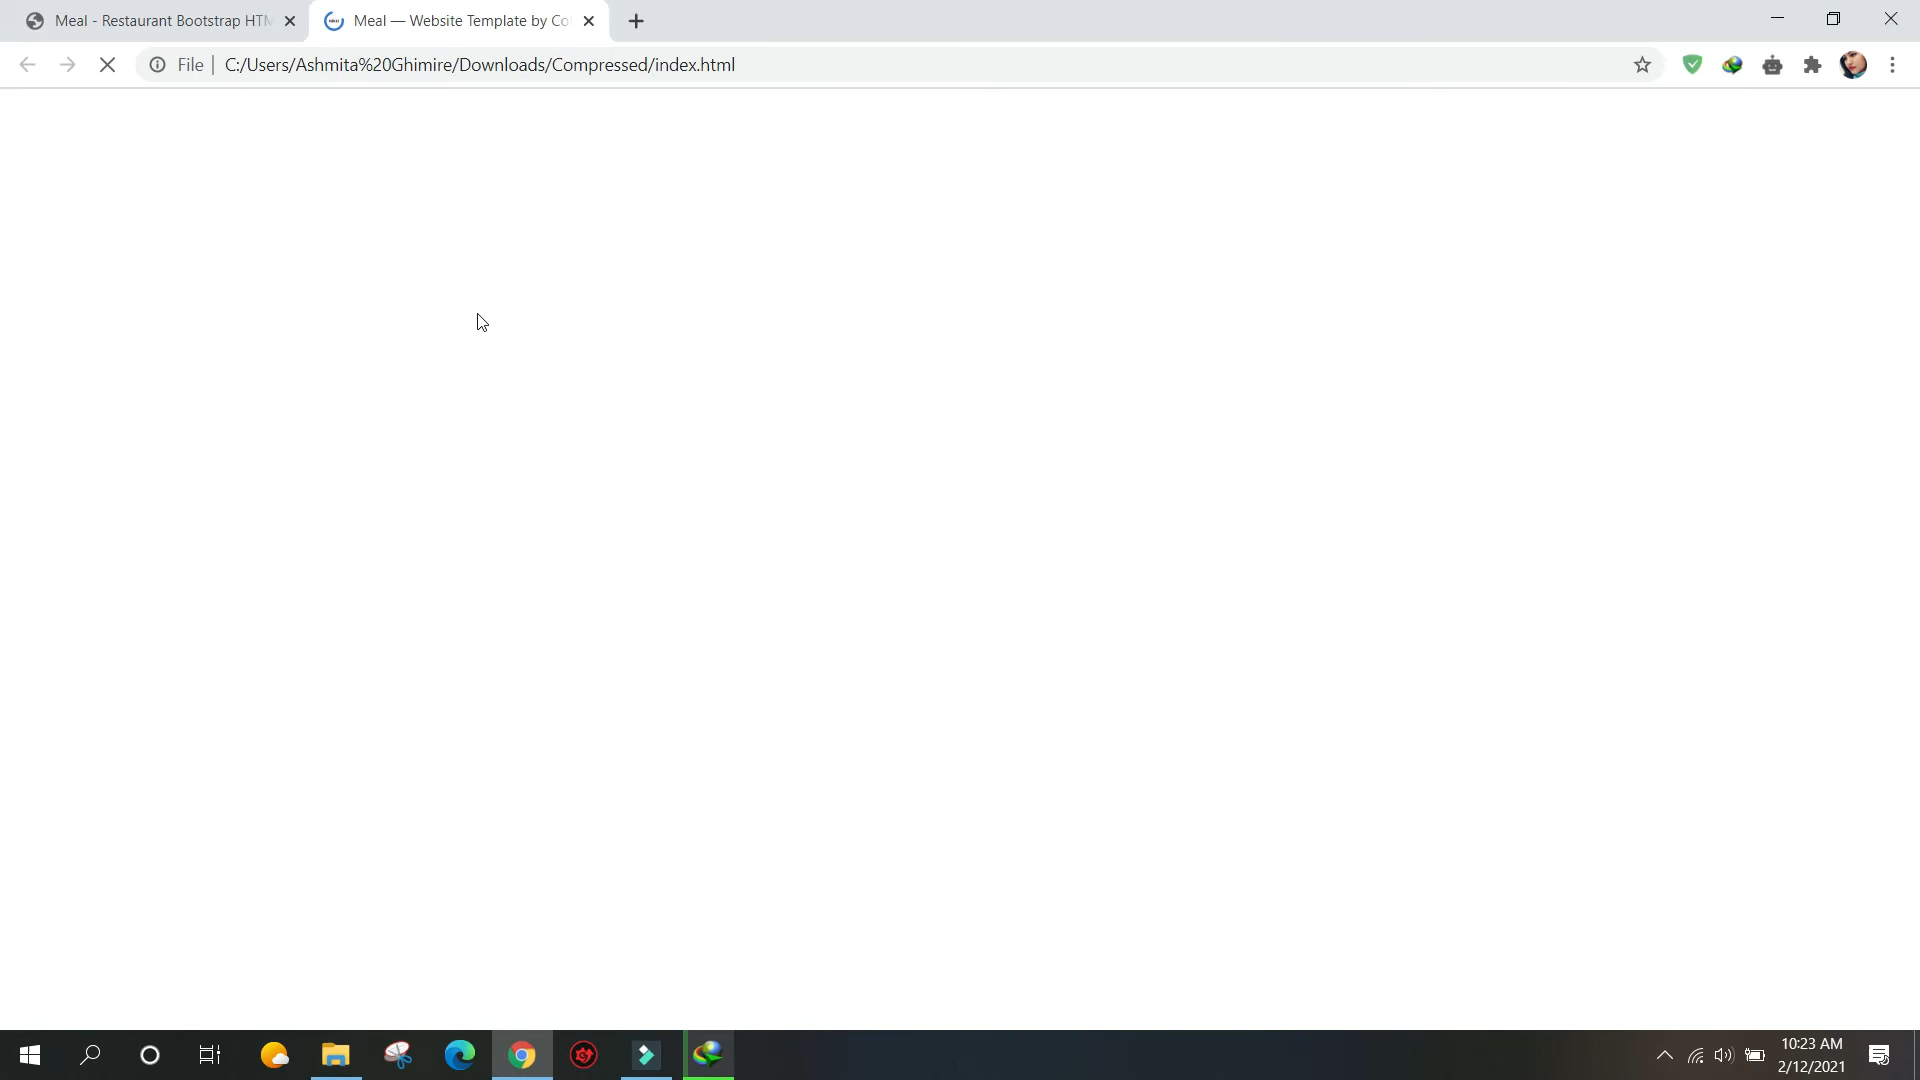 Meal - Restaurant Bootstrap HTM
Meal — Website Template by Co
File
C:/Users/Ashmita%20Ghimire/Downloads/Compressed/index.html
10:23 AM
2/12/2021